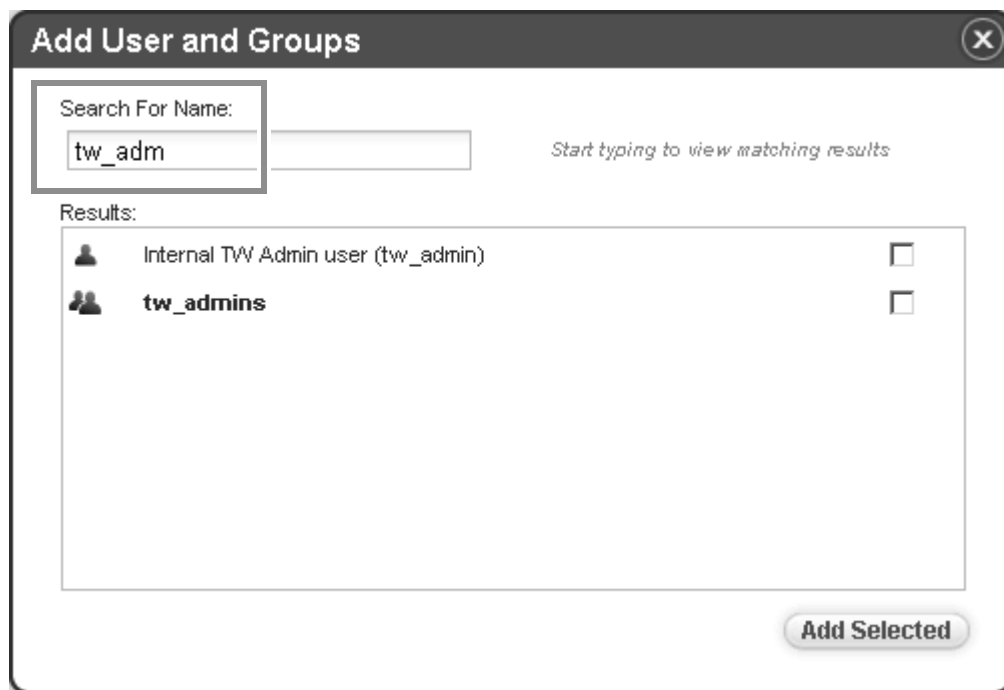 Add User and Groups
Search For Name:
tw_adm
Start typing to view matching results
Results:
Internal TW Admin user (tw_admin)
tw_admins
Add Selected